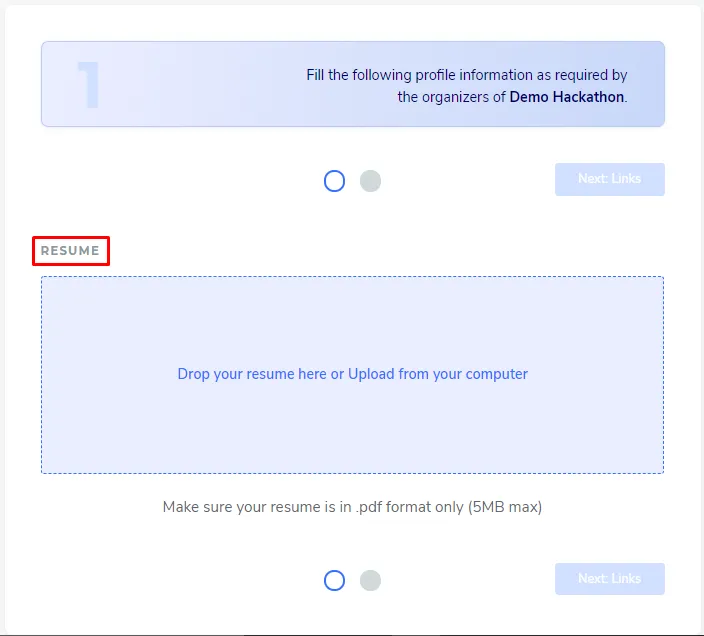 1
Fill the following profile information as required by
the organizers of Demo Hackathon.
Next: Links
RESUME
Drop your resume here or Upload from your computer
Make sure your resume is in .pdf format only (5MB max)
Next: Links